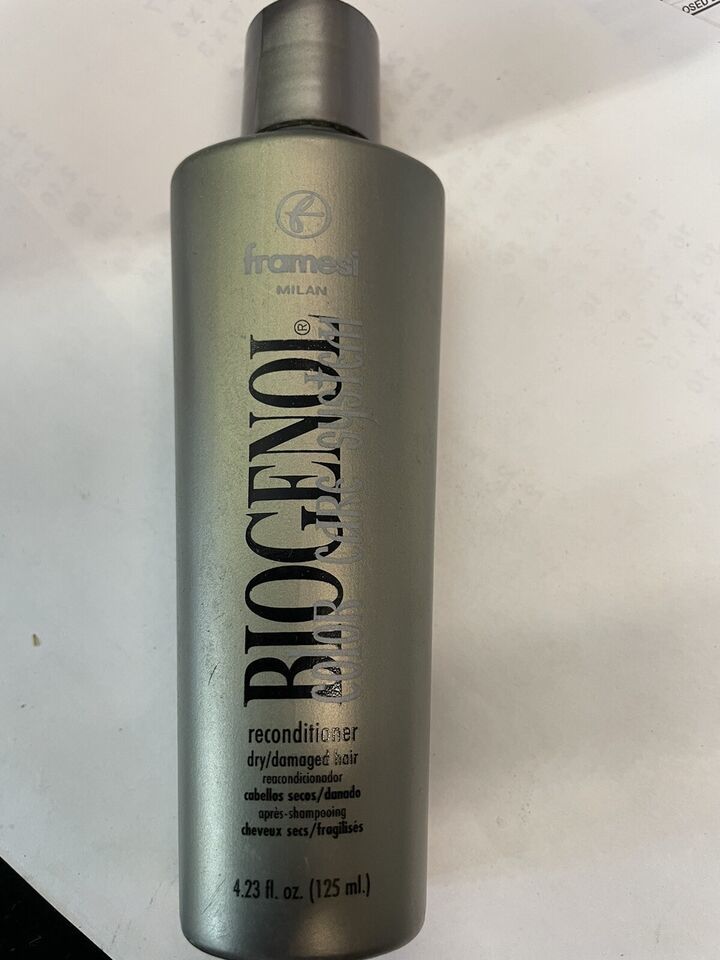 framesi
MILAN
BIOGENOL®
COLOR CARE SYSTEM
reconditioner
dry/damaged hair
reacondicionador
cabellos secos/danado
après-shampooing
cheveux secs/fragilisés
4.23 fl. oz. (125 ml.)